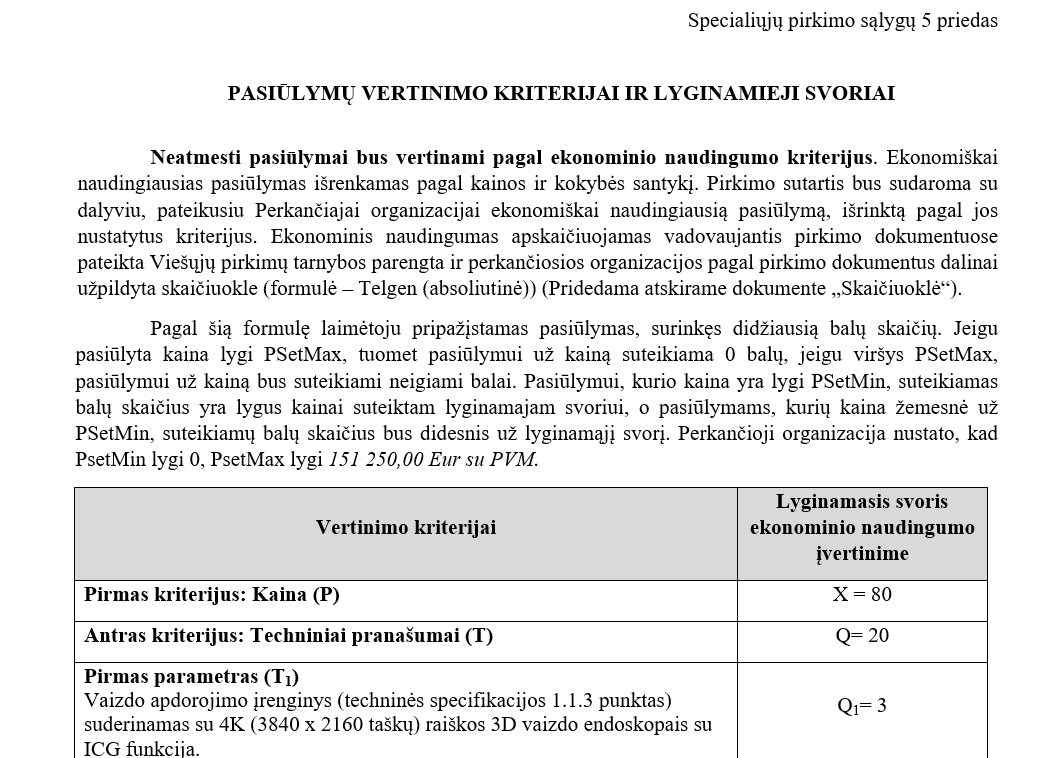 Specialiųjų pirkimo sąlygų 5 priedas
PASIŪLYMŲ VERTINIMO KRITERIJAI IR LYGINAMIEJI SVORIAI
Neatmesti pasiūlymai bus vertinami pagal ekonominio naudingumo kriterijus. Ekonomiškai
naudingiausias pasiūlymas išrenkamas pagal kainos ir kokybės santykį. Pirkimo sutartis bus sudaroma su
dalyviu, pateikusiu Perkančiajai organizacijai ekonomiškai naudingiausią pasiūlymą, išrinktą pagal jos
nustatytus kriterijus. Ekonominis naudingumas apskaičiuojamas vadovaujantis pirkimo dokumentuose
pateikta Viešųjų pirkimų tarnybos parengta ir perkančiosios organizacijos pagal pirkimo dokumentus dalinai
užpildyta skaičiuokle (formulė – Telgen (absoliutinė)) (Pridedama atskirame dokumente „Skaičiuoklė“).
Pagal šią formulę laimėtoju pripažįstamas pasiūlymas, surinkęs didžiausią balų skaičių. Jeigu
pasiūlyta kaina lygi PSetMax, tuomet pasiūlymui už kainą suteikiama 0 balų, jeigu viršys PSetMax,
pasiūlymui už kainą bus suteikiami neigiami balai. Pasiūlymui, kurio kaina yra lygi PSetMin, suteikiamas
balų skaičius yra lygus kainai suteiktam lyginamajam svoriui, o pasiūlymams, kurių kaina žemesnė už
PSetMin, suteikiamų balų skaičius bus didesnis už lyginamąjį svorį. Perkančioji organizacija nustato, kad
PsetMin lygi 0, PsetMax lygi 151 250,00 Eur su PVM.
Vertinimo kriterijai
Lyginamasis svoris
ekonominio naudingumo
įvertinime
Pirmas kriterijus: Kaina (P)
X = 80
Antras kriterijus: Techniniai pranašumai (T)
Q= 20
Pirmas parametras (T₁)
Vaizdo apdorojimo įrenginys (techninės specifikacijos 1.1.3 punktas)
suderinamas su 4K (3840 x 2160 taškų) raiškos 3D vaizdo endoskopais su
ICG funkcija.
Q₁= 3